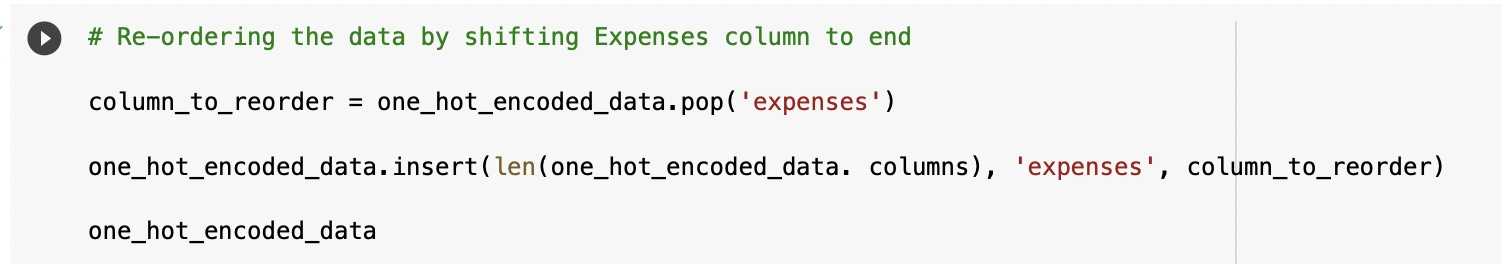 # Re-ordering the data by shifting Expenses column to end
column_to_reorder = one_hot_encoded_data.pop('expenses')
one_hot_encoded_data.insert(len(one_hot_encoded_data. columns), 'expenses', column_to_reorder)
one_hot_encoded_data